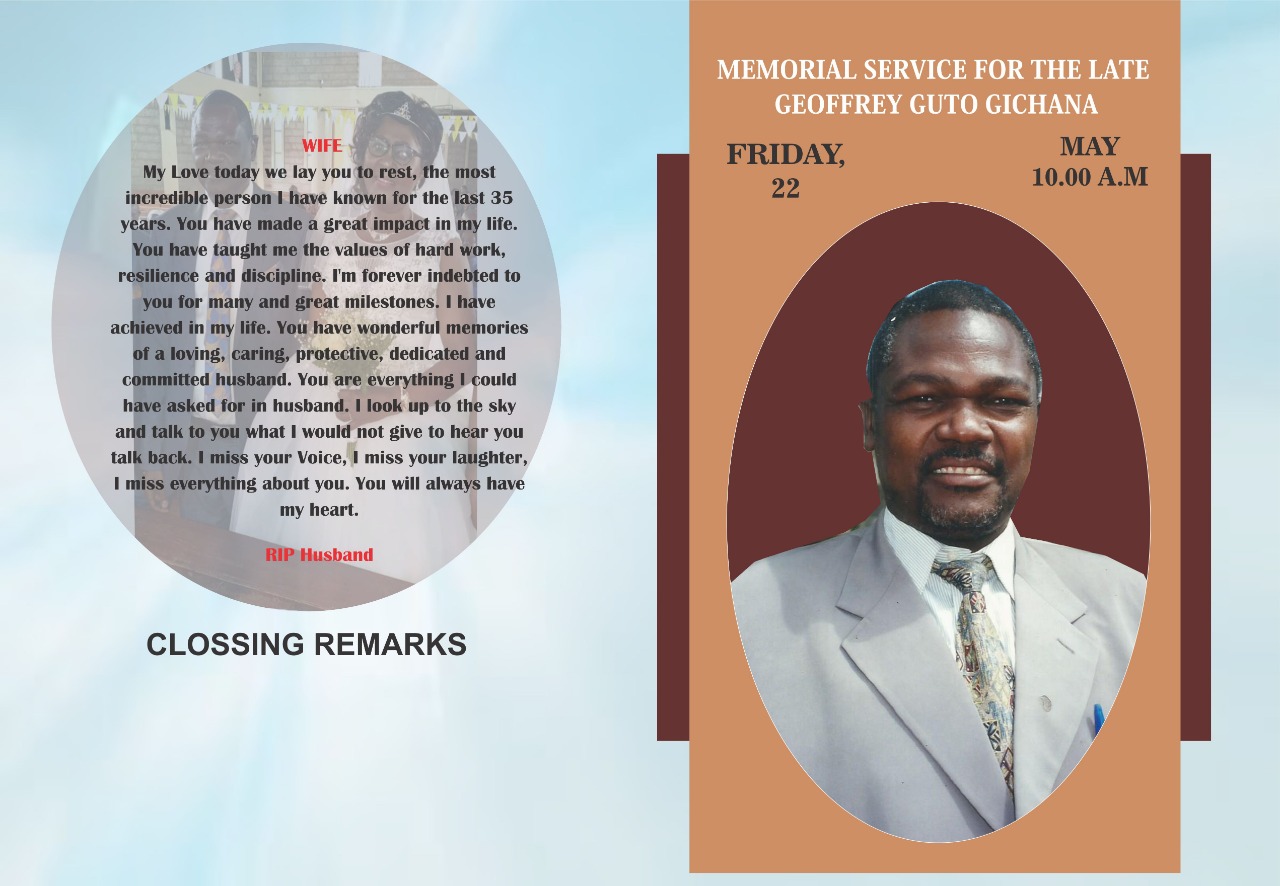 WIFE
My Love today we lay you to rest, the most
incredible person I have known for the last 35
years. You have made a great impact in my life.
You have taught me the values of hard work,
resilience and discipline. I'm forever indebted to
you for many and great milestones. I have
achieved in my life. You have wonderful memories
of a loving, caring, protective, dedicated and
committed husband. You are everything I could
have asked for in husband. I look up to the sky
and talk to you what I would not give to hear you
talk back. I miss your Voice, I miss your laughter,
I miss everything about you. You will always have
my heart.
RIP Husband
CLOSSING REMARKS
MEMORIAL SERVICE FOR THE LATE
GEOFFREY GUTO GICHANA
FRIDAY,
22
MAY
10.00 A.M